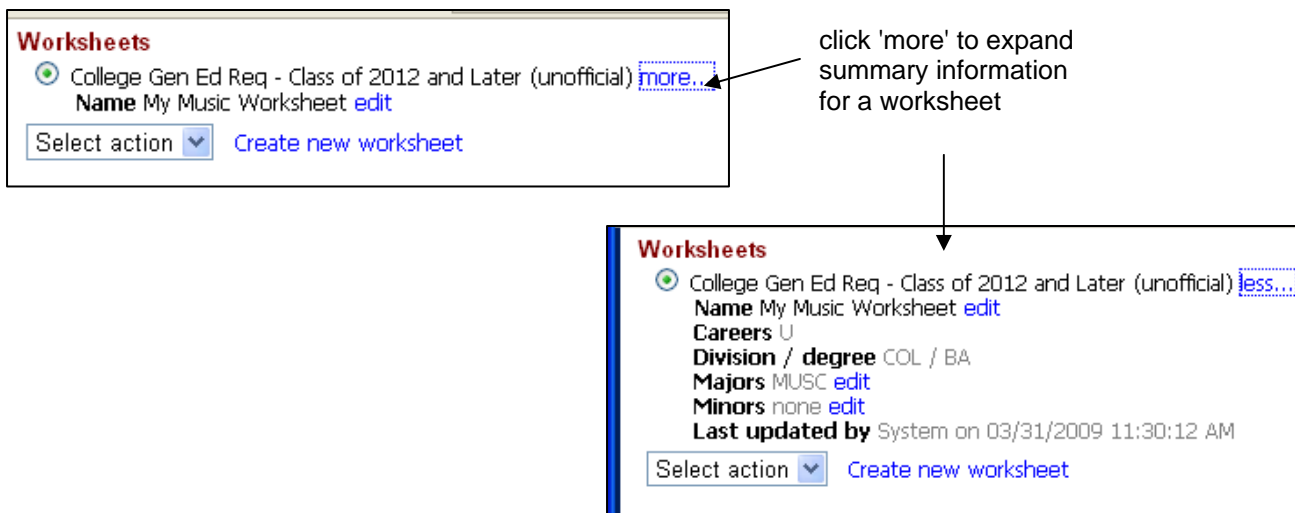 Worksheets
College Gen Ed Req - Class of 2012 and Later (unofficial) more...
Name My Music Worksheet edit
Select action Create new worksheet
click 'more' to expand
summary information
for a worksheet
Worksheets
College Gen Ed Req - Class of 2012 and Later (unofficial) less...
Name My Music Worksheet edit
Careers U
Division / degree COL / BA
Majors MUSC edit
Minors none edit
Last updated by System on 03/31/2009 11:30:12 AM
Select action Create new worksheet